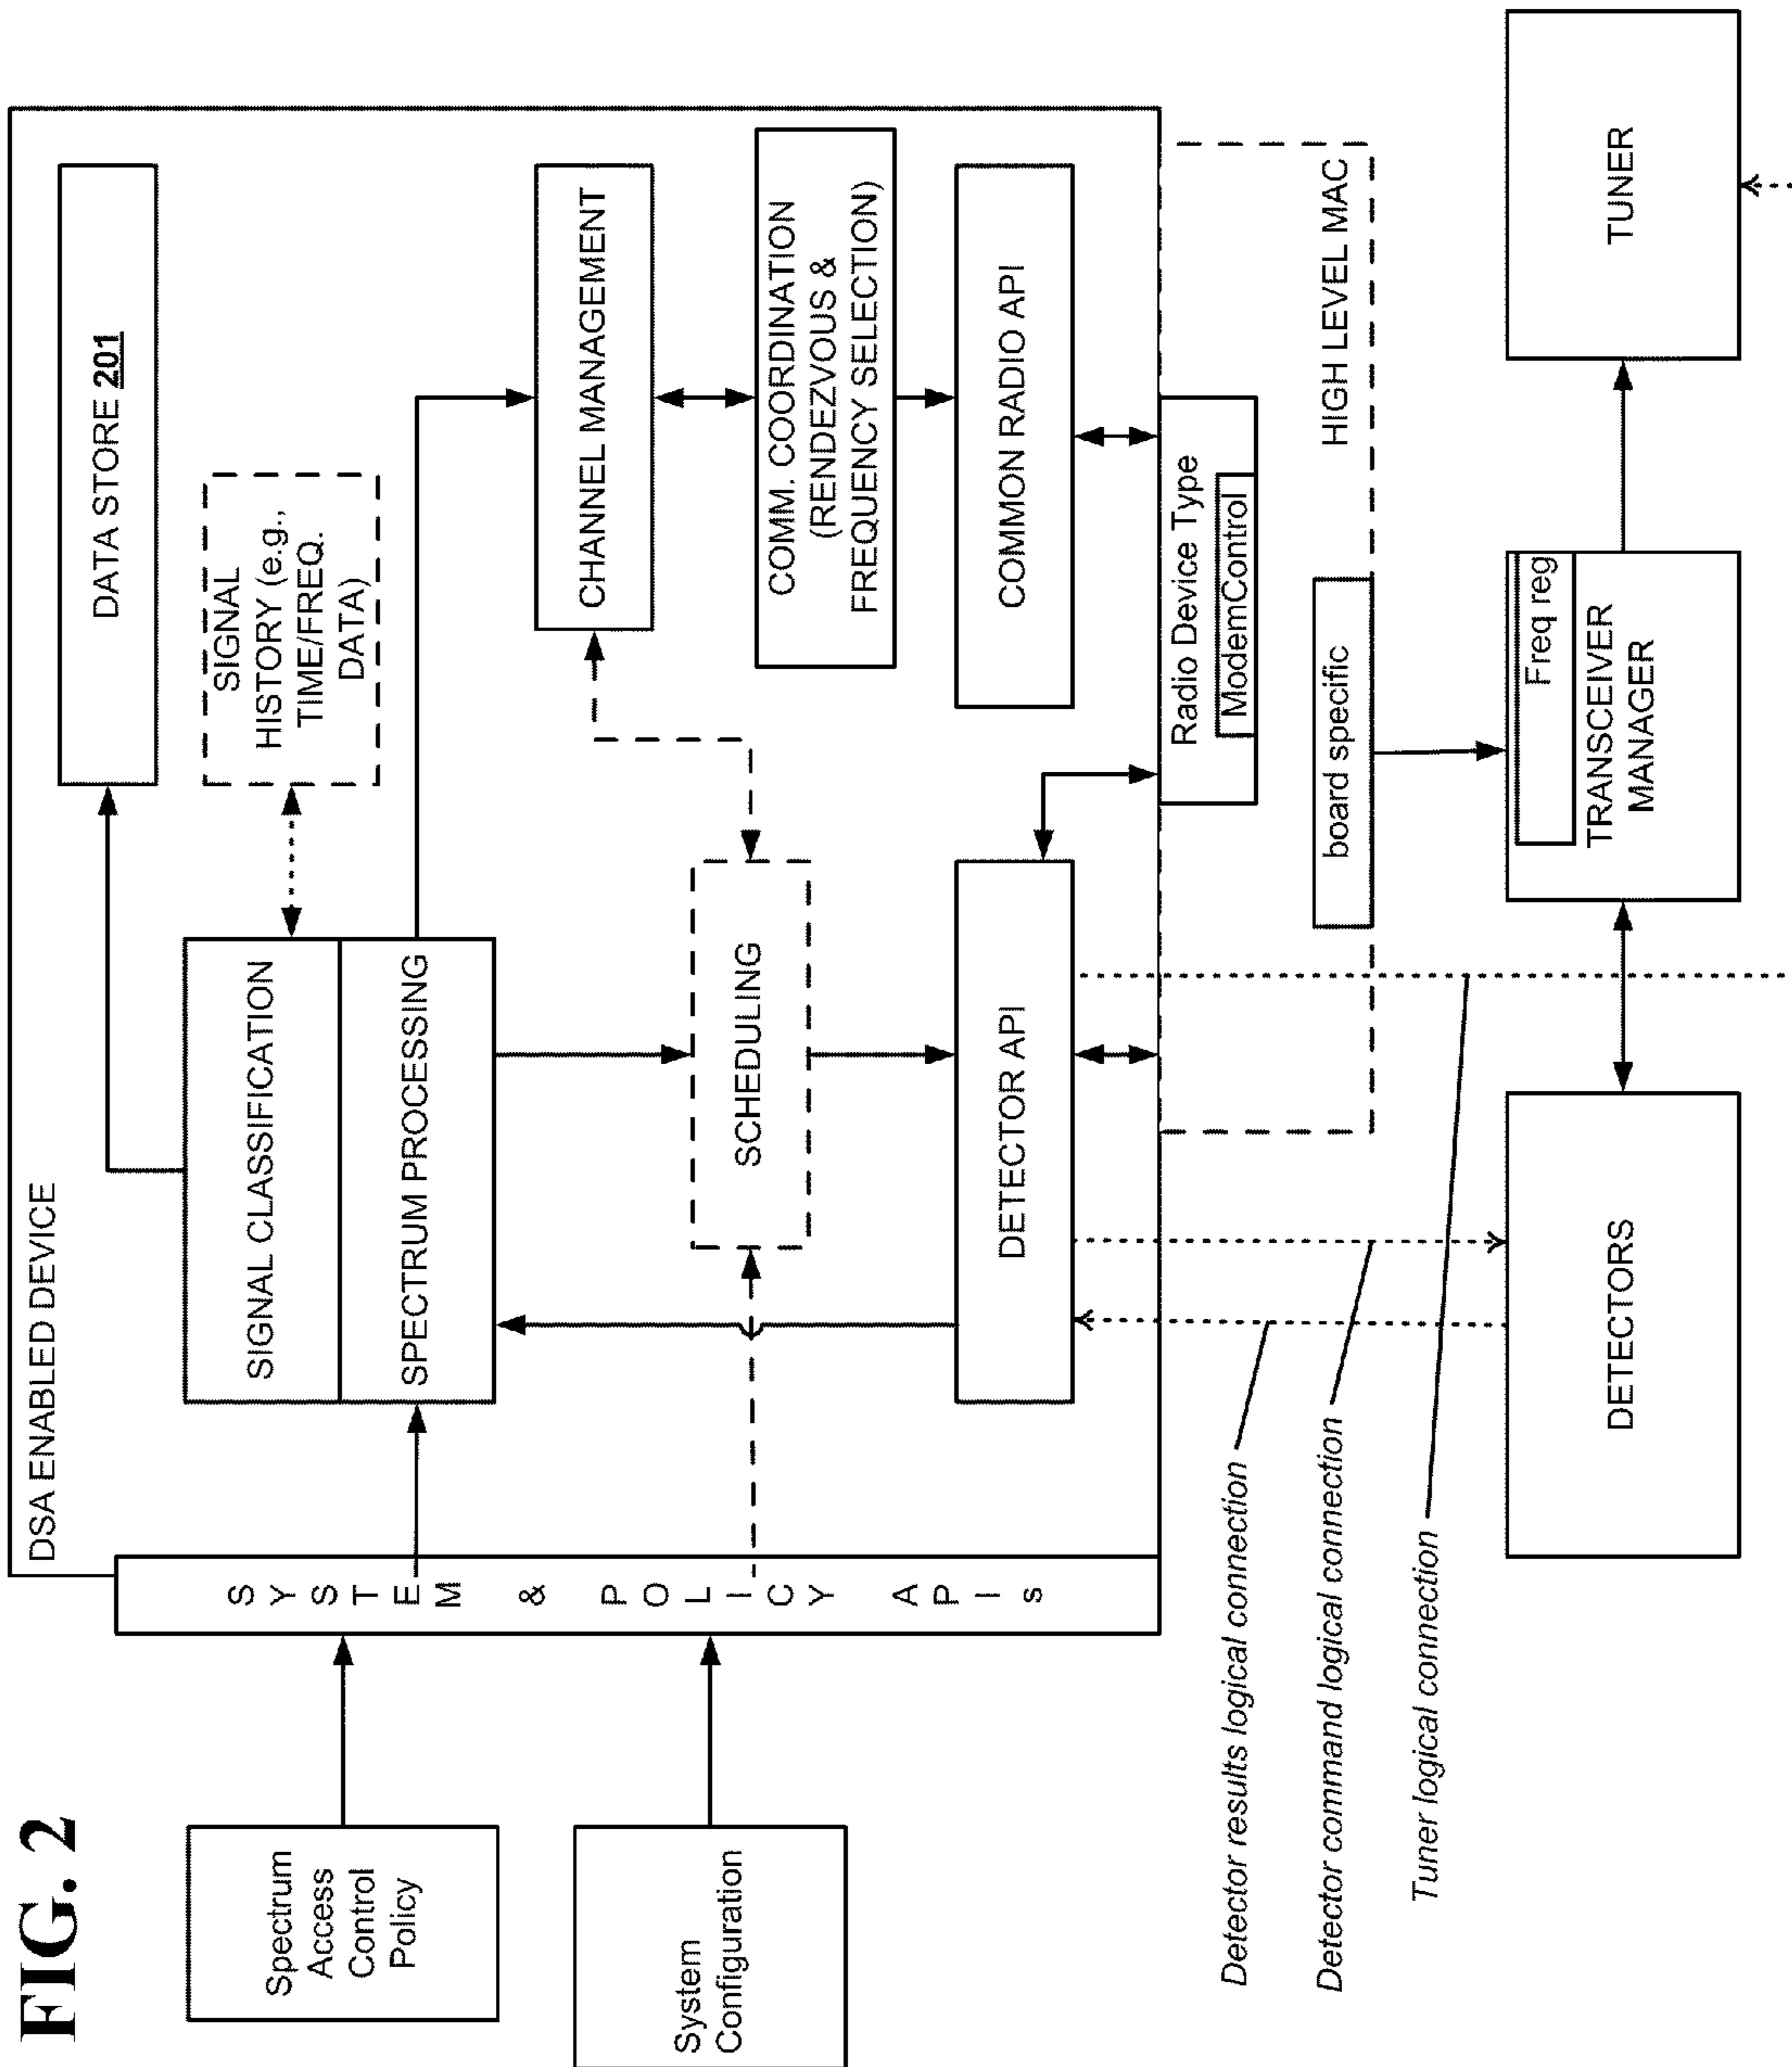 FIG. 2
DSA ENABLED DEVICE
DATA STORE 201
SIGNAL CLASSIFICATION
SIGNAL
HISTORY (e.g.,
TIME/FREQ.
DATA)
SPECTRUM PROCESSING
Spectrum
Access
Control
Policy
SYSTEM & POLICY APIs
CHANNEL MANAGEMENT
SCHEDULING
System
Configuration
COMM. COORDINATION
(RENDEZVOUS &
FREQUENCY SELECTION)
DETECTOR API
COMMON RADIO API
Radio Device Type
ModemControl
Detector results logical connection
Detector command logical connection
Tuner logical connection
board specific
HIGH LEVEL MAC
DETECTORS
Freq reg
TRANSCEIVER
MANAGER
TUNER